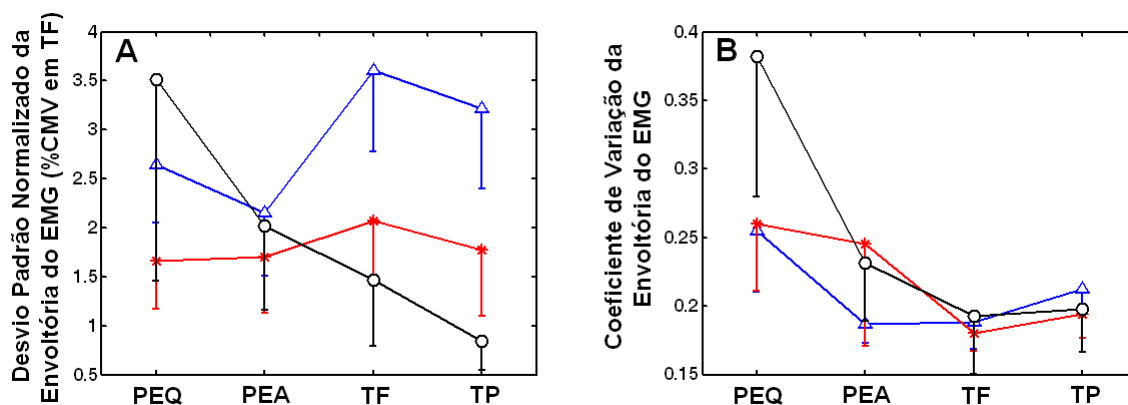 Desvio Padrão Normalizado da
Envoltória do EMG (%CMV em TF)
A
4
3.5
3
2.5
2
1.5
1
0.5
PEQ PEA TF TP
Coeficiente de Variação da
Envoltória do EMG
B
0.4
0.35
0.3
0.25
0.2
0.15
PEQ PEA TF TP